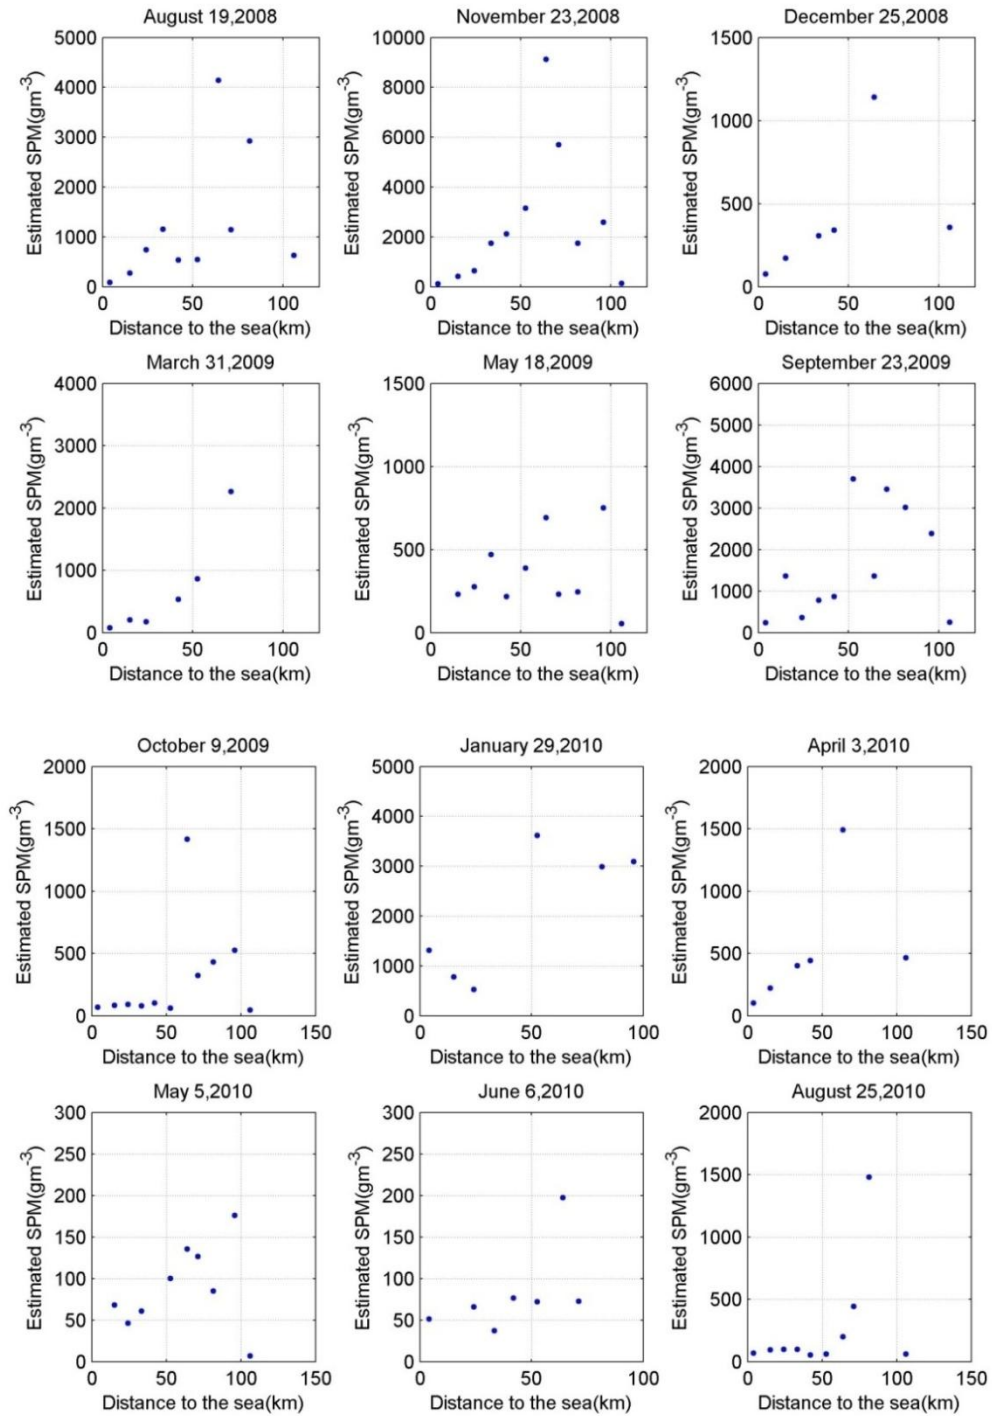 August 19,2008
November 23,2008
December 25,2008
5000
4000
3000
2000
1000
0
Estimated SPM(gm-3)
0 50 100
Distance to the sea(km)
10000
8000
6000
4000
2000
0
Estimated SPM(gm-3)
0 50 100
Distance to the sea(km)
1500
1000
500
0
Estimated SPM(gm-3)
0 50 100
Distance to the sea(km)
March 31,2009
May 18,2009
September 23,2009
4000
3000
2000
1000
0
Estimated SPM(gm-3)
0 50 100
Distance to the sea(km)
1500
1000
500
0
Estimated SPM(gm-3)
0 50 100
Distance to the sea(km)
6000
5000
4000
3000
2000
1000
0
Estimated SPM(gm-3)
0 50 100
Distance to the sea(km)
October 9,2009
January 29,2010
April 3,2010
2000
1500
1000
500
0
Estimated SPM(gm-3)
0 50 100 150
Distance to the sea(km)
5000
4000
3000
2000
1000
0
Estimated SPM(gm-3)
0 50 100
Distance to the sea(km)
2000
1500
1000
500
0
Estimated SPM(gm-3)
0 50 100 150
Distance to the sea(km)
May 5,2010
June 6,2010
August 25,2010
300
250
200
150
100
50
0
Estimated SPM(gm-3)
0 50 100 150
Distance to the sea(km)
300
250
200
150
100
50
0
Estimated SPM(gm-3)
0 50 100
Distance to the sea(km)
2000
1500
1000
500
0
Estimated SPM(gm-3)
0 50 100 150
Distance to the sea(km)